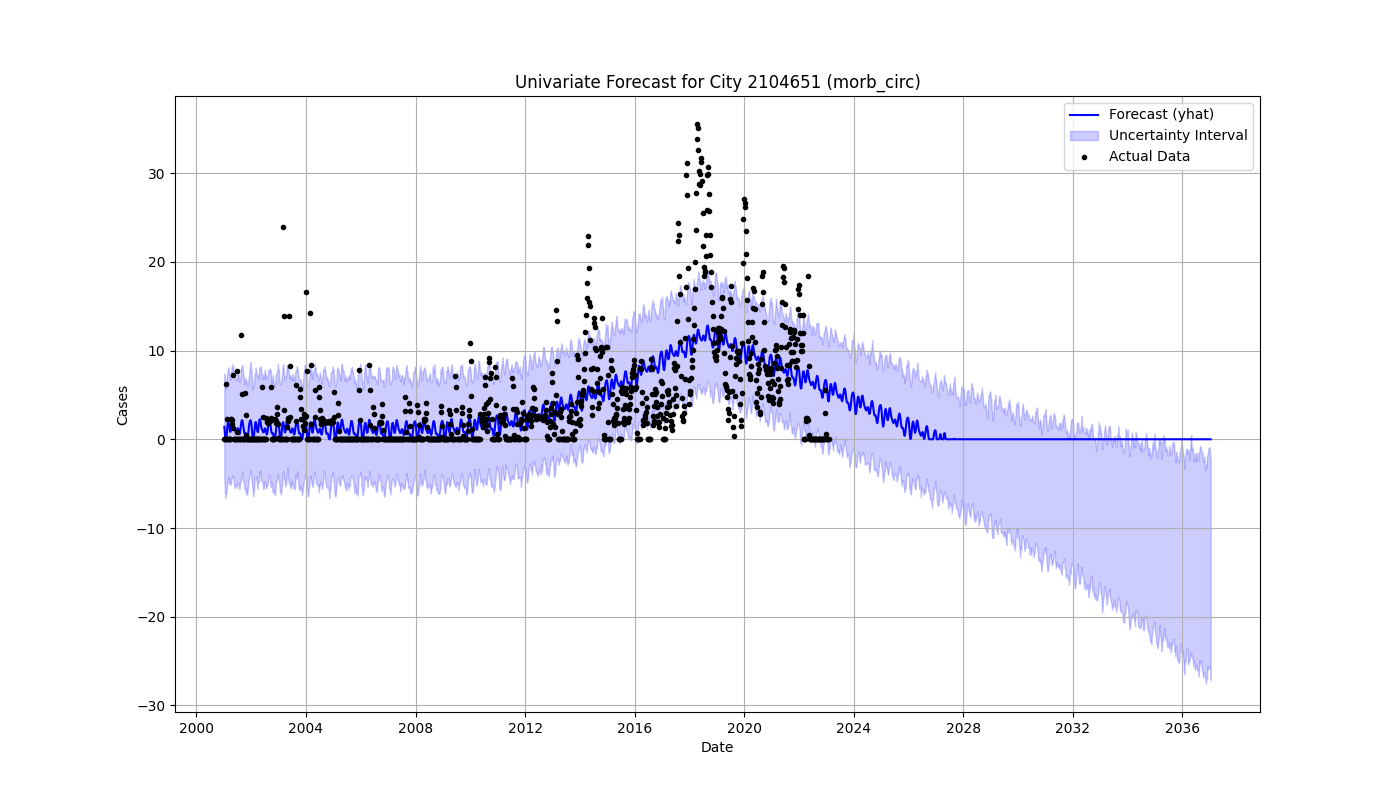 Univariate Forecast for City 2104651 (morb_circ)
Forecast (yhat)
Uncertainty Interval
Actual Data
Cases
30
20
10
0
−10
−20
−30
2000 2004 2008 2012 2016 2020 2024 2028 2032 2036
Date